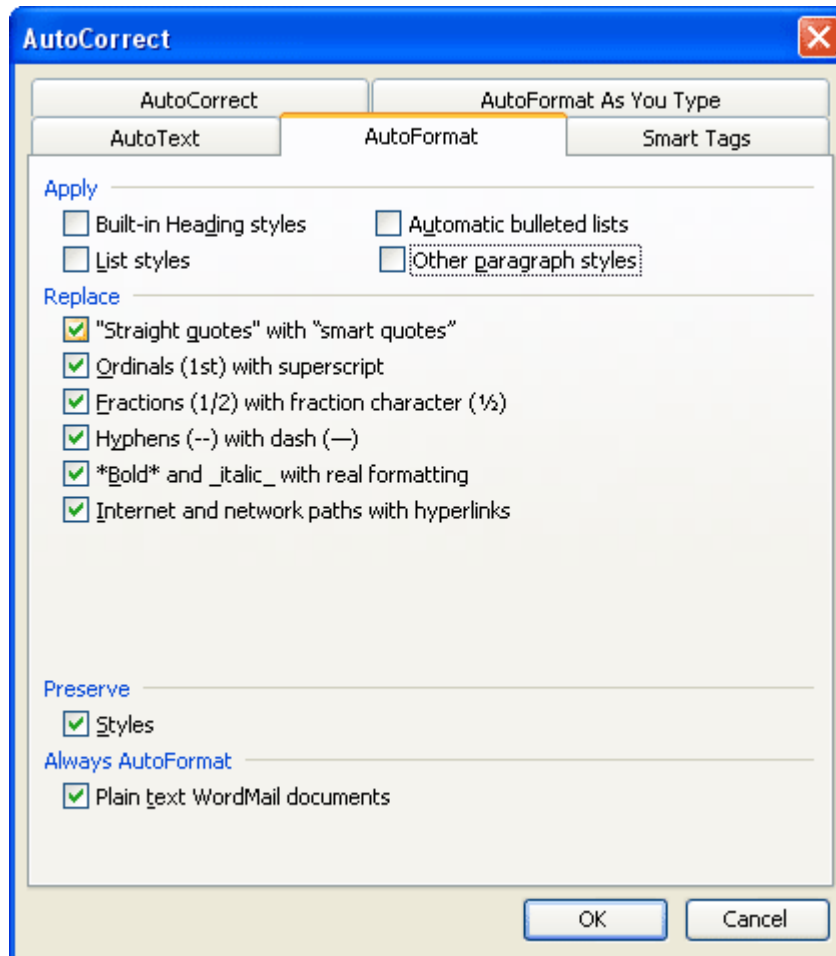 AutoCorrect
AutoCorrect AutoFormat As You Type
AutoText AutoFormat Smart Tags
Apply
Built-in Heading styles Automatic bulleted lists
List styles Other paragraph styles
Replace
"Straight quotes" with “smart quotes”
Ordinals (1st) with superscript
Fractions (1/2) with fraction character (½)
Hyphens (--) with dash (—)
*Bold* and _italic_ with real formatting
Internet and network paths with hyperlinks
Preserve
Styles
Always AutoFormat
Plain text WordMail documents
OK Cancel